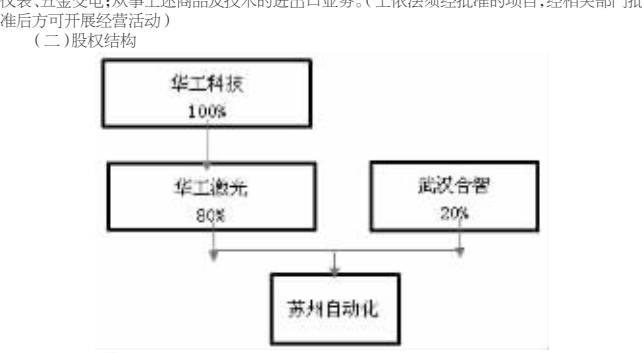 仪表、五金交电;从事上述商品及技术的进出口业务。(上依法须经批准的项目,经相关部门批
准后方可开展经营活动)
(二)股权结构
华工科技
100%
华工激光
80%
武汉合智
20%
苏州自动化